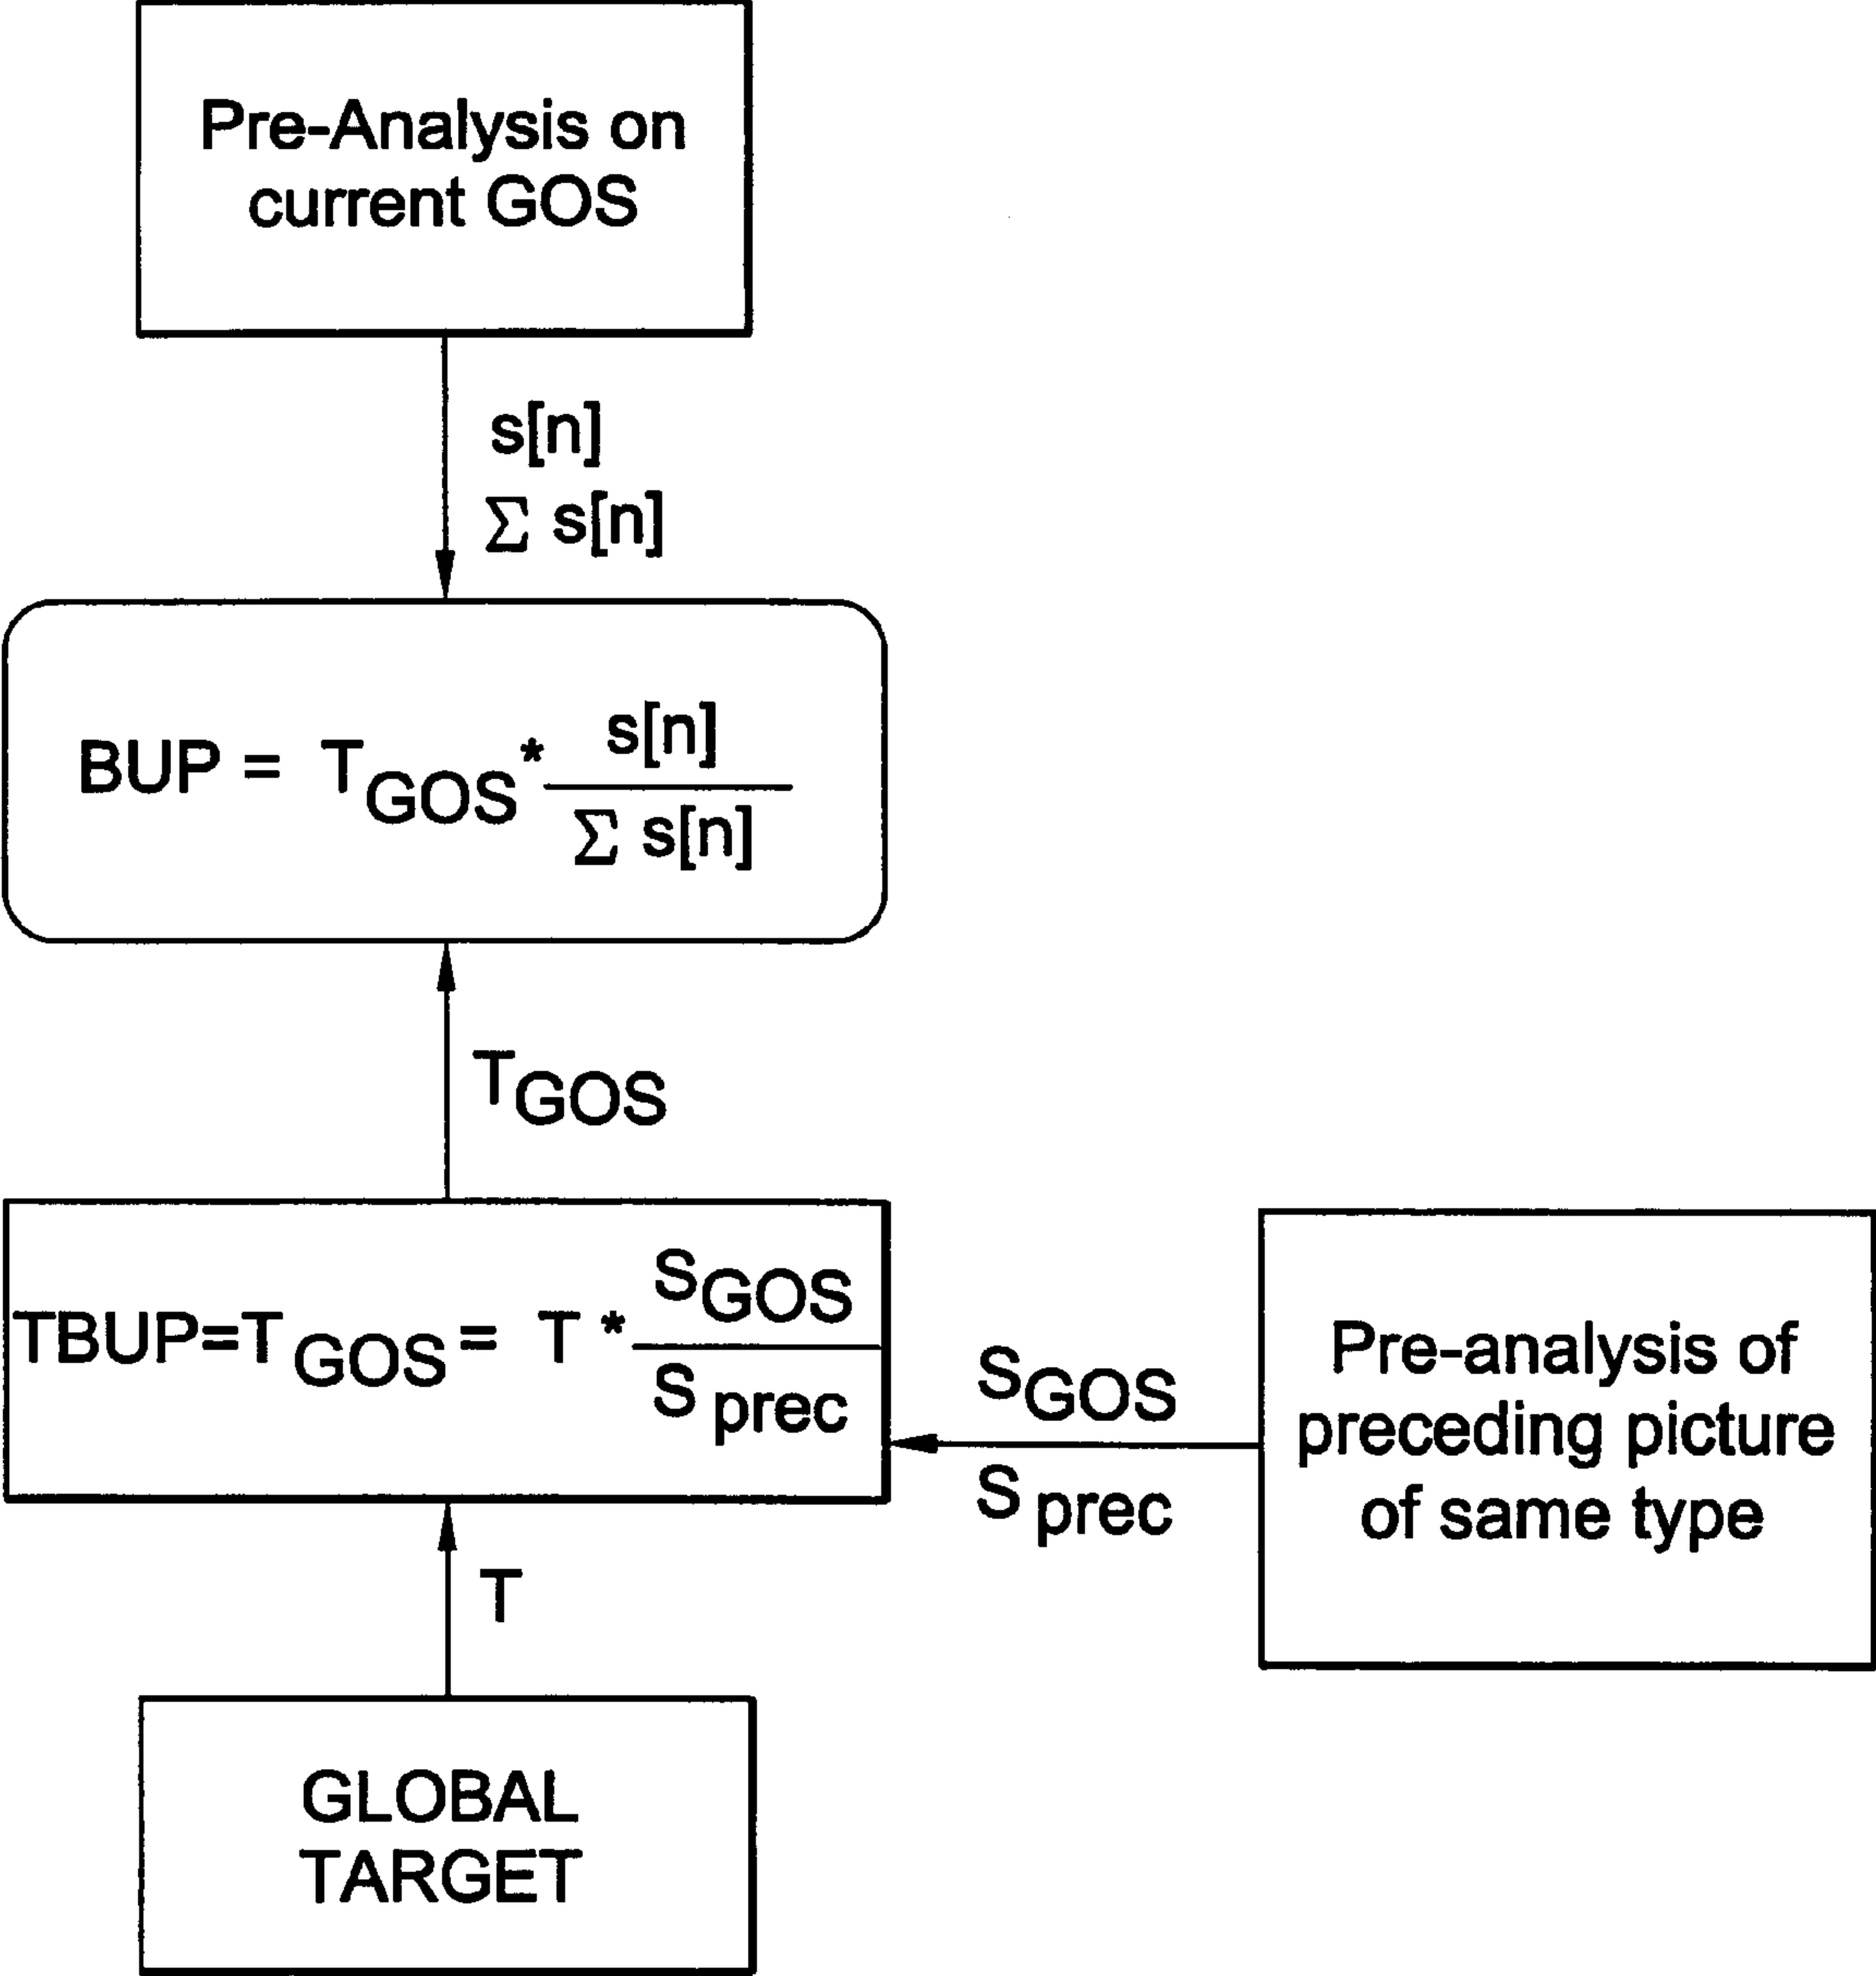 Pre-Analysis on
current GOS
s[n]
Σ s[n]
BUP = T_GOS * s[n] / Σ s[n]
T_GOS
TBUP=T_GOS= T * S_GOS / S_prec
S_GOS
S_prec
Pre-analysis of
preceding picture
of same type
T
GLOBAL
TARGET